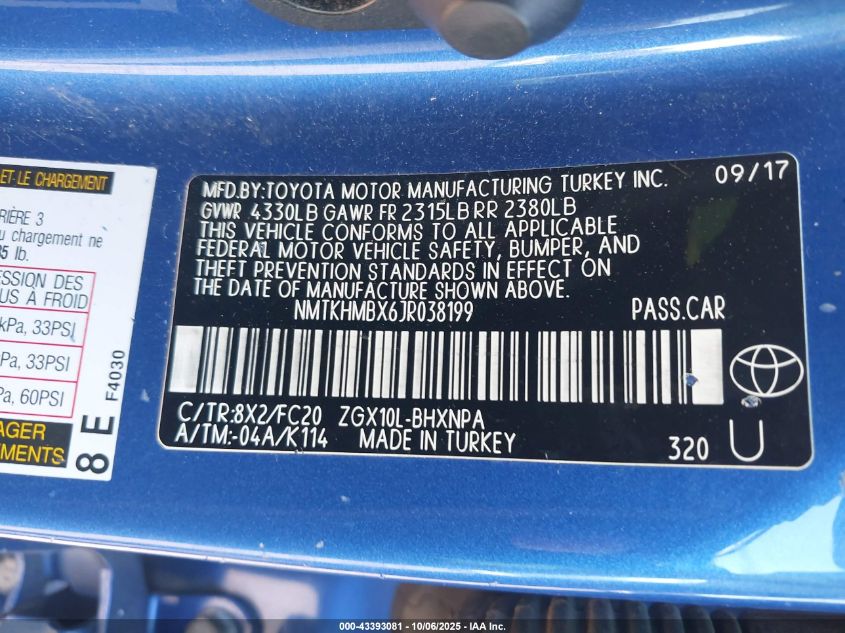 ET LE CHARGEMENT
RIÈRE 3
u chargement ne
85 lb.
ESSION DES
US À FROID
kPa, 33PSI
Pa, 33PSI
Pa, 60PSI
AGER
MENTS
8 E
F4030
09/17
MFD.BY:TOYOTA MOTOR MANUFACTURING TURKEY INC.
GVWR 4330LB GAWR FR 2315LB RR 2380LB
THIS VEHICLE CONFORMS TO ALL APPLICABLE
FEDERAL MOTOR VEHICLE SAFETY, BUMPER, AND
THEFT PREVENTION STANDARDS IN EFFECT ON
THE DATE OF MANUFACTURE SHOWN ABOVE.
NMTKHMBX6JR038199 PASS.CAR
C/TR:8X2/FC20 ZGX10L-BHXNPA
A/TM:-04A/K114 MADE IN TURKEY 320 U
000-43393081 - 10/06/2025 - IAA Inc.